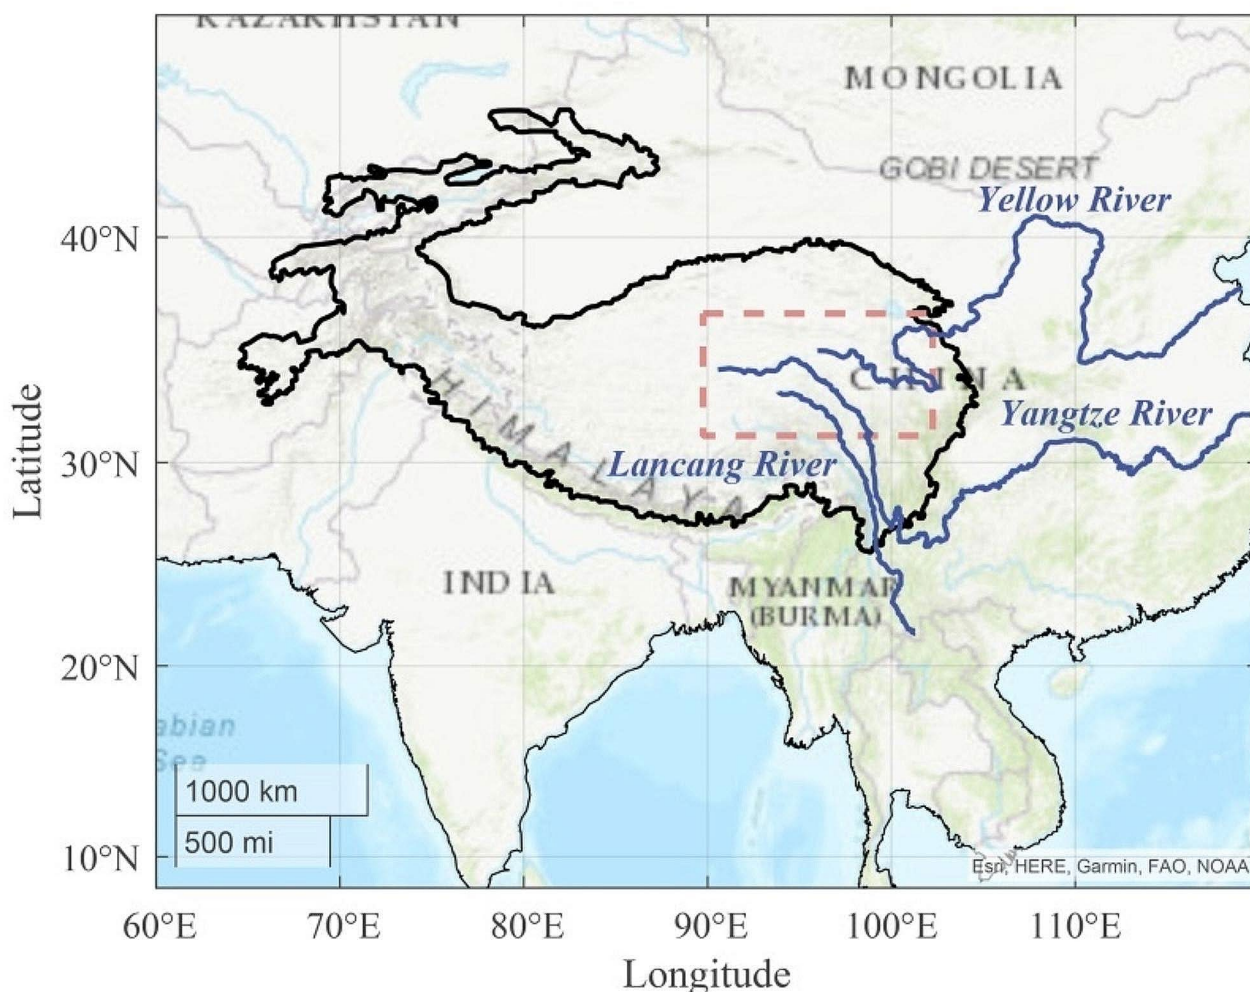 KAZAKHSTAN
MONGOLIA
GOBI DESERT
Yellow River
40°N
CHINA
Yangtze River
HIMALAYA
Lancang River
30°N
Latitude
INDIA
MYANMAR
(BURMA)
20°N
abian
Sea
1000 km
500 mi
10°N
Esri, HERE, Garmin, FAO, NOAA
60°E
70°E
80°E
90°E
100°E
110°E
Longitude